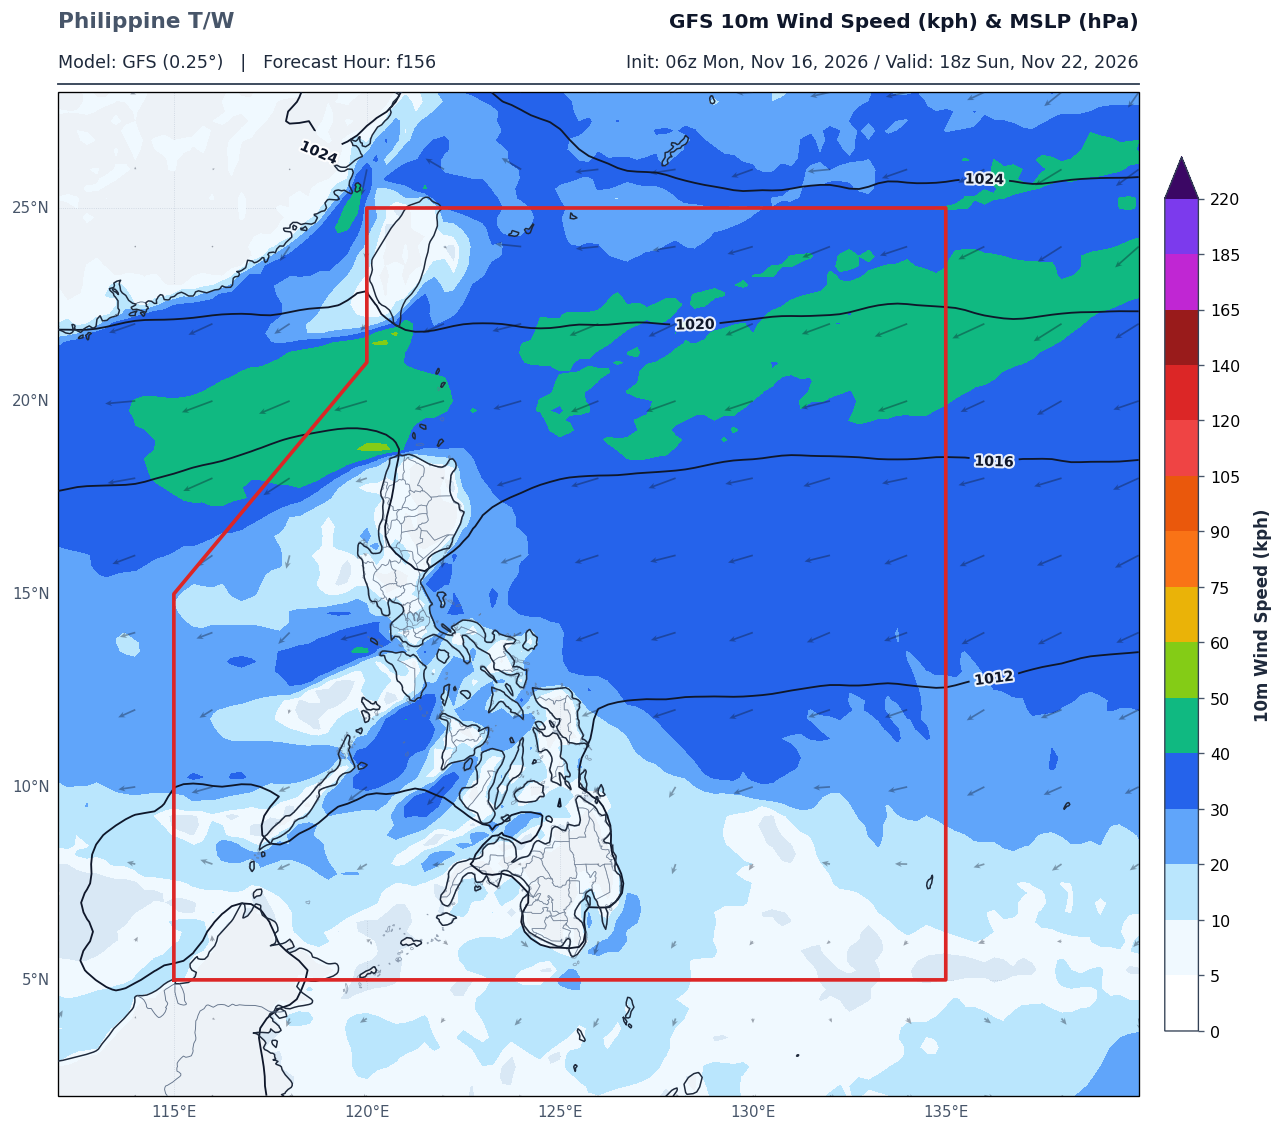 Philippine T/W
GFS 10m Wind Speed (kph) & MSLP (hPa)
Model: GFS (0.25°) | Forecast Hour: f156
Init: 06z Mon, Nov 16, 2026 / Valid: 18z Sun, Nov 22, 2026
1024
1024
1020
1016
1012
25°N
20°N
15°N
10°N
5°N
115°E
120°E
125°E
130°E
135°E
220
185
165
140
120
105
90
75
60
50
40
30
20
10
5
0
10m Wind Speed (kph)